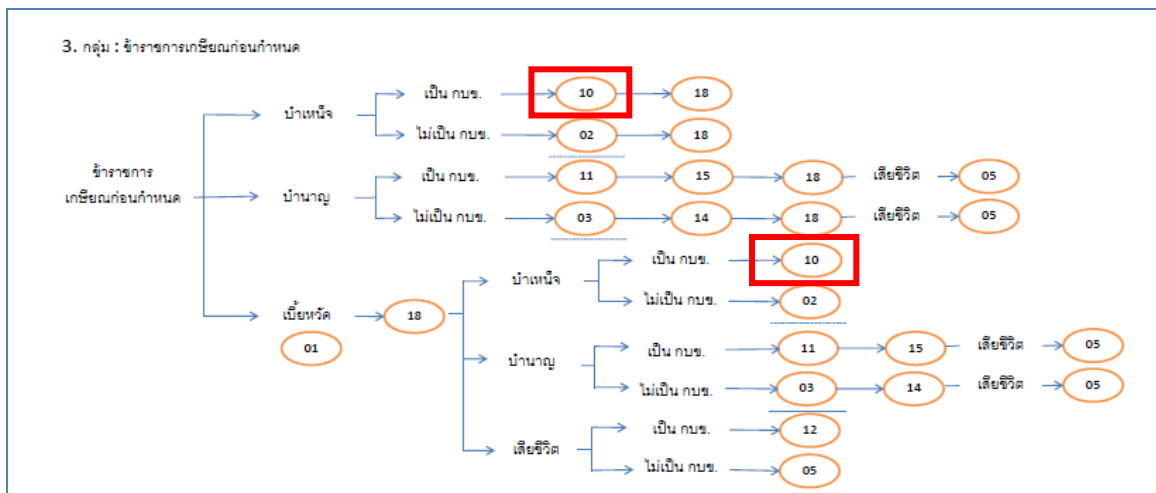 3. กลุ่ม : ข้าราชการเกษียณก่อนกำหนด
บำเหน็จ เป็น กบข. 10 18
ไม่เป็น กบข. 02 18
ข้าราชการ
เกษียณก่อนกำหนด
บำนาญ เป็น กบข. 11 15 18 เสียชีวิต 05
ไม่เป็น กบข. 03 14 18 เสียชีวิต 05
เบี้ยหวัด 18
01
บำเหน็จ เป็น กบข. 10
ไม่เป็น กบข. 02
บำนาญ เป็น กบข. 11 15 เสียชีวิต 05
ไม่เป็น กบข. 03 14 เสียชีวิต 05
เสียชีวิต เป็น กบข. 12
ไม่เป็น กบข. 05